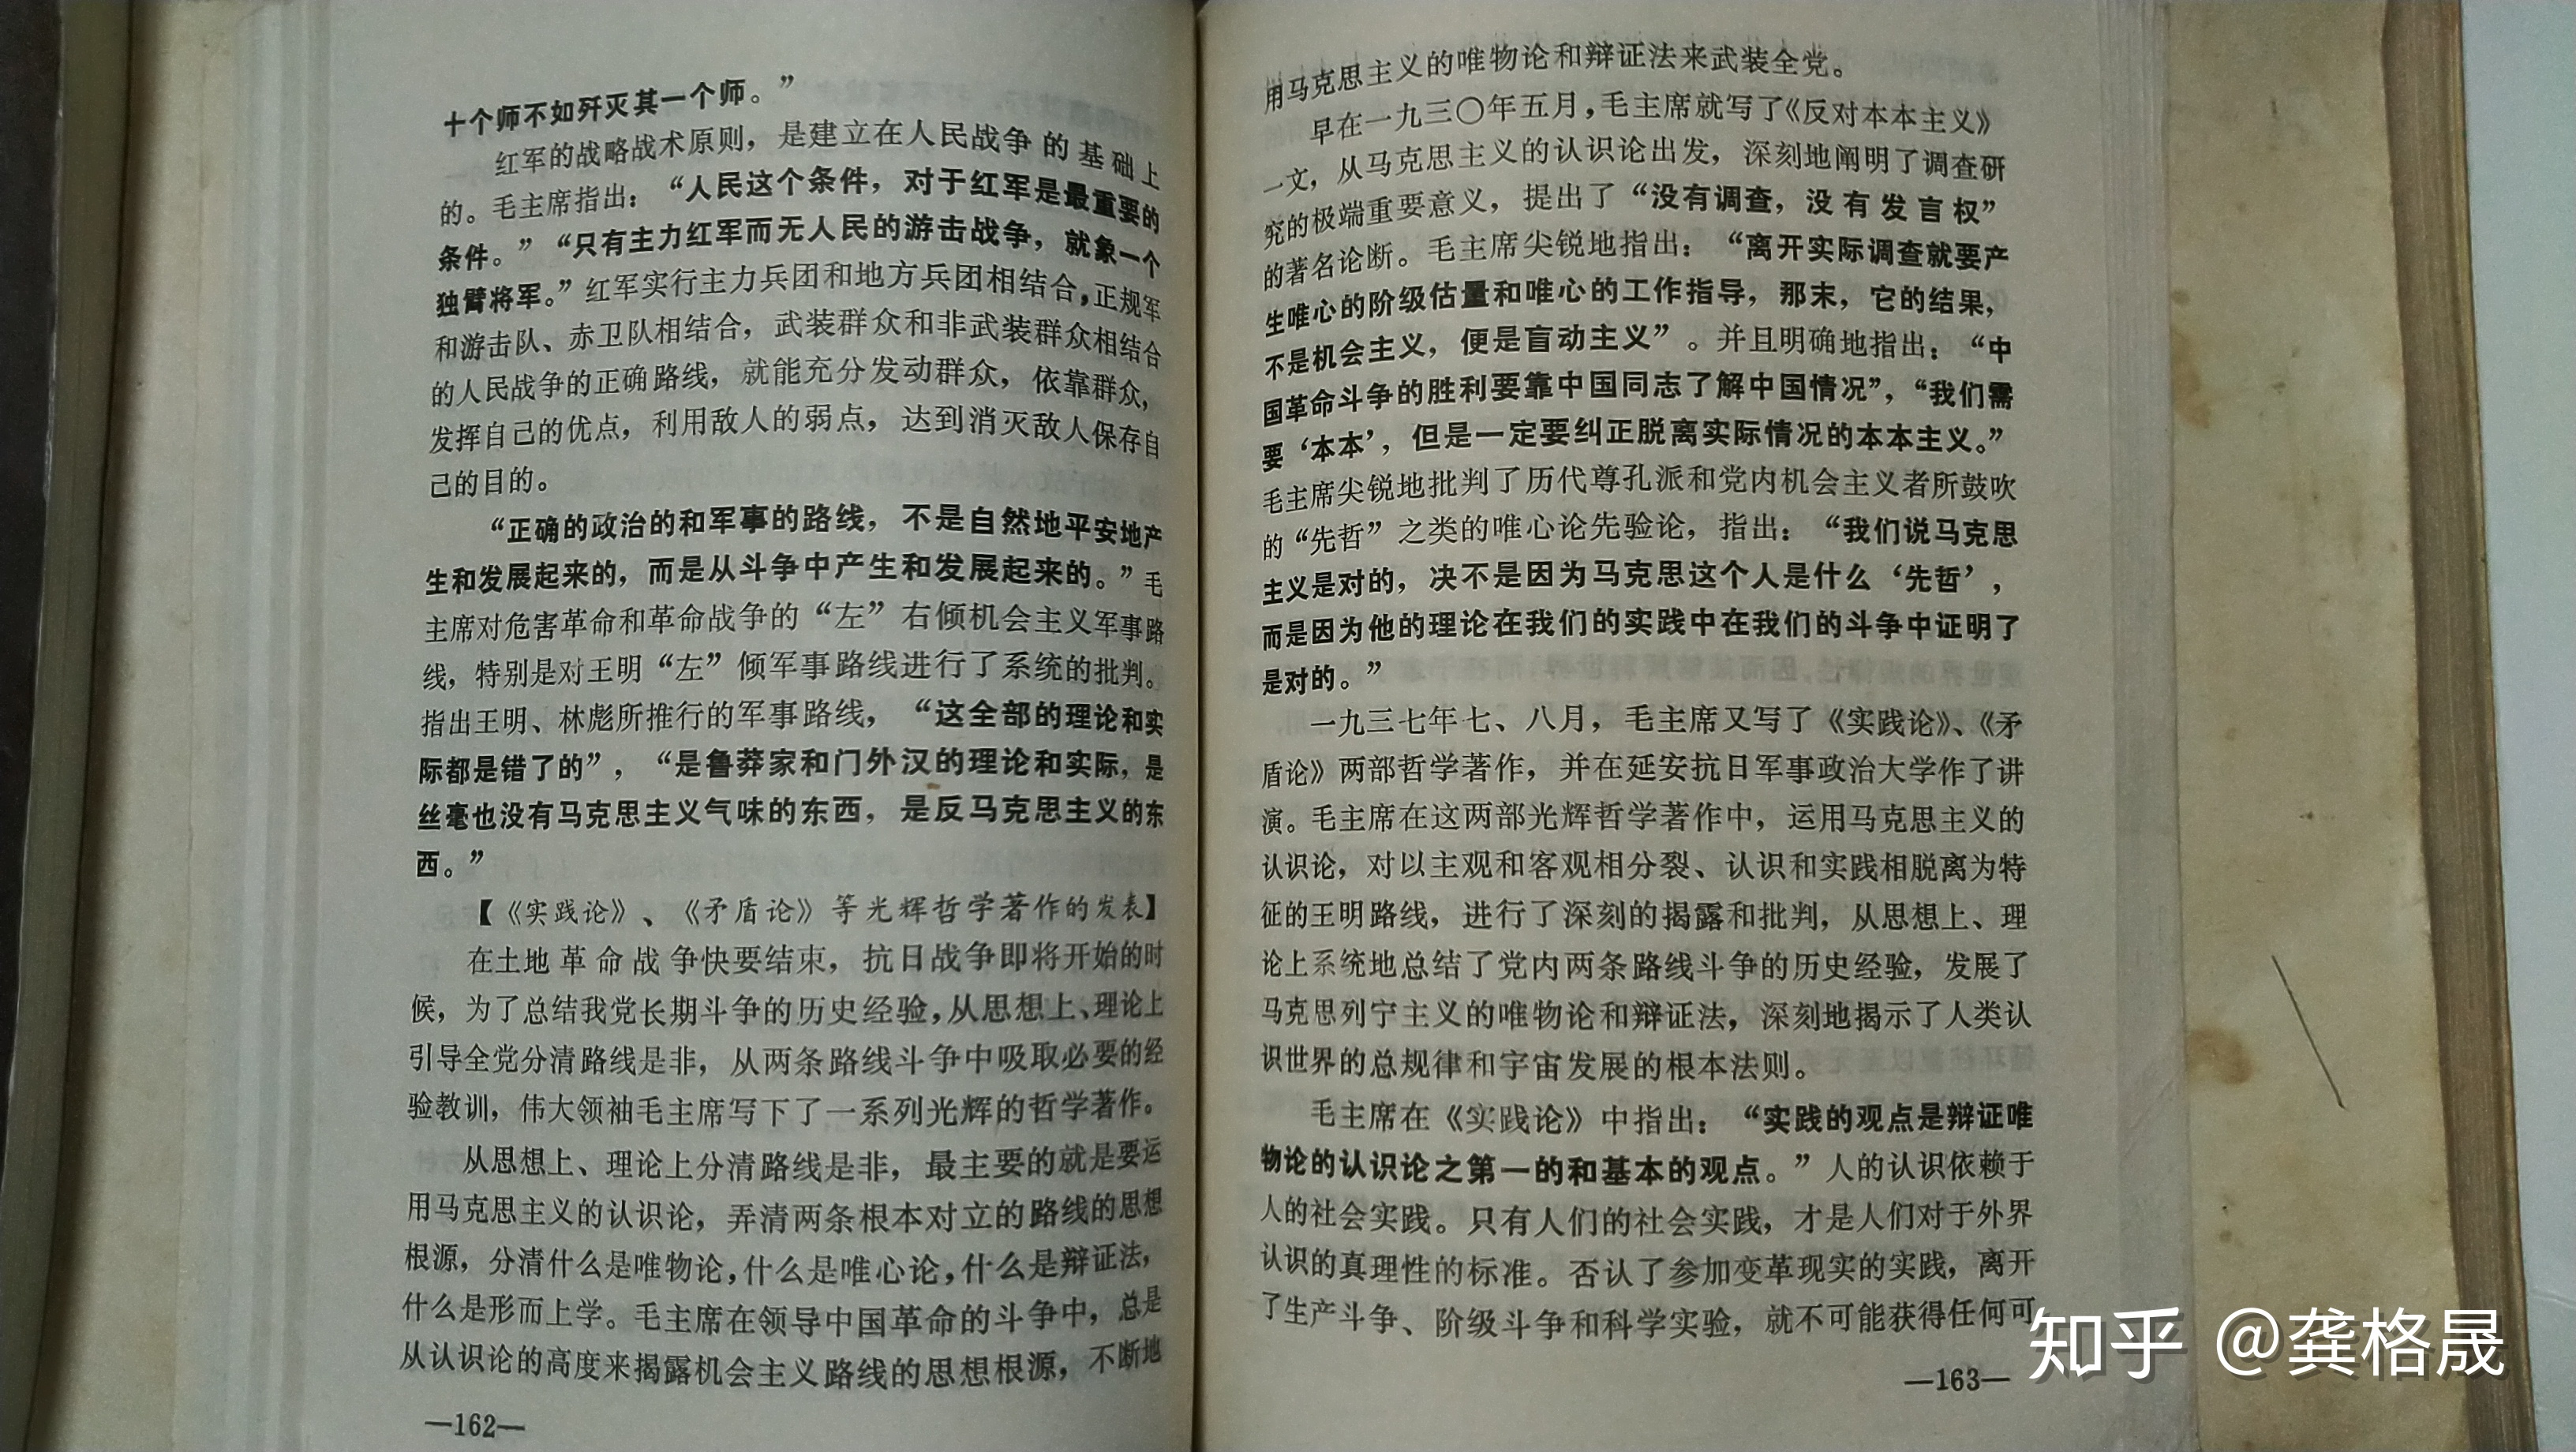 十个师不如歼灭其一个师。”
红军的战略战术原则，是建立在人民战争的基础上
的。毛主席指出：“人民这个条件，对于红军是最重要的
条件。”“只有主力红军而无人民的游击战争，就象一个
独臂将军。”红军实行主力兵团和地方兵团相结合，正规军
和游击队、赤卫队相结合，武装群众和非武装群众相结合
的人民战争的正确路线，就能充分发动群众，依靠群众，
发挥自己的优点，利用敌人的弱点，达到消灭敌人保存自
己的目的。
“正确的政治的和军事的路线，不是自然地平安地产
生和发展起来的，而是从斗争中产生和发展起来的。”毛
主席对危害革命和革命战争的“左”右倾机会主义军事路
线，特别是对王明“左”倾军事路线进行了系统的批判。
指出王明、林彪所推行的军事路线，“这全部的理论和实
际都是错了的”，“是鲁莽家和门外汉的理论和实际，是
丝毫也没有马克思主义气味的东西，是反马克思主义的东
西。”
【《实践论》、《矛盾论》等光辉哲学著作的发表】
在土地革命战争快要结束，抗日战争即将开始的时
候，为了总结我党长期斗争的历史经验，从思想上、理论上
引导全党分清路线是非，从两条路线斗争中吸取必要的经
验教训，伟大领袖毛主席写下了一系列光辉的哲学著作。
从思想上、理论上分清路线是非，最主要的就是要运
用马克思主义的认识论，弄清两条根本对立的路线的思想
根源，分清什么是唯物论，什么是唯心论，什么是辩证法，
什么是形而上学。毛主席在领导中国革命的斗争中，总是
从认识论的高度来揭露机会主义路线的思想根源，不断地
—162—
用马克思主义的唯物论和辩证法来武装全党。
早在一九三〇年五月，毛主席就写了《反对本本主义》
一文，从马克思主义的认识论出发，深刻地阐明了调查研
究的极端重要意义，提出了“没有调查，没有发言权”
的著名论断。毛主席尖锐地指出：“离开实际调查就要产
生唯心的阶级估量和唯心的工作指导，那末，它的结果，
不是机会主义，便是盲动主义”。并且明确地指出：“中
国革命斗争的胜利要靠中国同志了解中国情况”，“我们需
要‘本本’，但是一定要纠正脱离实际情况的本本主义。”
毛主席尖锐地批判了历代尊孔派和党内机会主义者所鼓吹
的“先哲”之类的唯心论先验论，指出：“我们说马克思
主义是对的，决不是因为马克思这个人是什么‘先哲’，
而是因为他的理论在我们的实践中在我们的斗争中证明了
是对的。”
一九三七年七、八月，毛主席又写了《实践论》、《矛
盾论》两部哲学著作，并在延安抗日军事政治大学作了讲
演。毛主席在这两部光辉哲学著作中，运用马克思主义的
认识论，对以主观和客观相分裂、认识和实践相脱离为特
征的王明路线，进行了深刻的揭露和批判，从思想上、理
论上系统地总结了党内两条路线斗争的历史经验，发展了
马克思列宁主义的唯物论和辩证法，深刻地揭示了人类认
识世界的总规律和宇宙发展的根本法则。
毛主席在《实践论》中指出：“实践的观点是辩证唯
物论的认识论之第一的和基本的观点。”人的认识依赖于
人的社会实践。只有人们的社会实践，才是人们对于外界
认识的真理性的标准。否认了参加变革现实的实践，离开
了生产斗争、阶级斗争和科学实验，就不可能获得任何可
—163—
知乎 @龚格晟